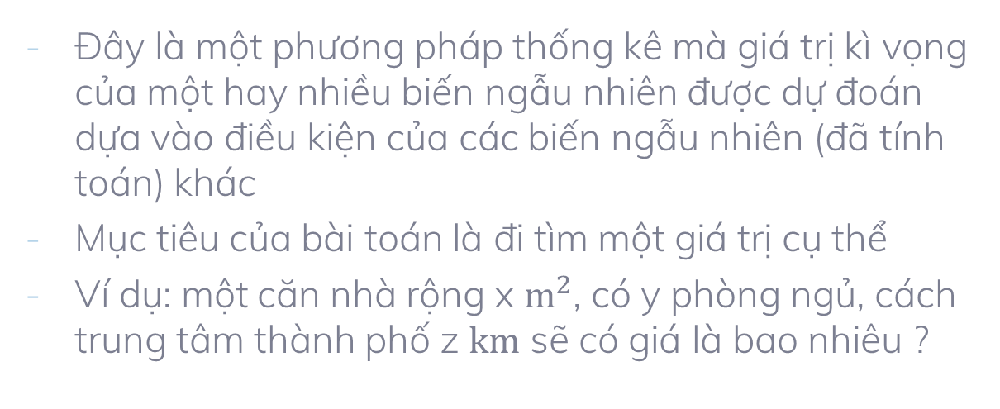 - Đây là một phương pháp thống kê mà giá trị kì vọng
của một hay nhiều biến ngẫu nhiên được dự đoán
dựa vào điều kiện của các biến ngẫu nhiên (đã tính
toán) khác
- Mục tiêu của bài toán là đi tìm một giá trị cụ thể
- Ví dụ: một căn nhà rộng x m², có y phòng ngủ, cách
trung tâm thành phố z km sẽ có giá là bao nhiêu ?